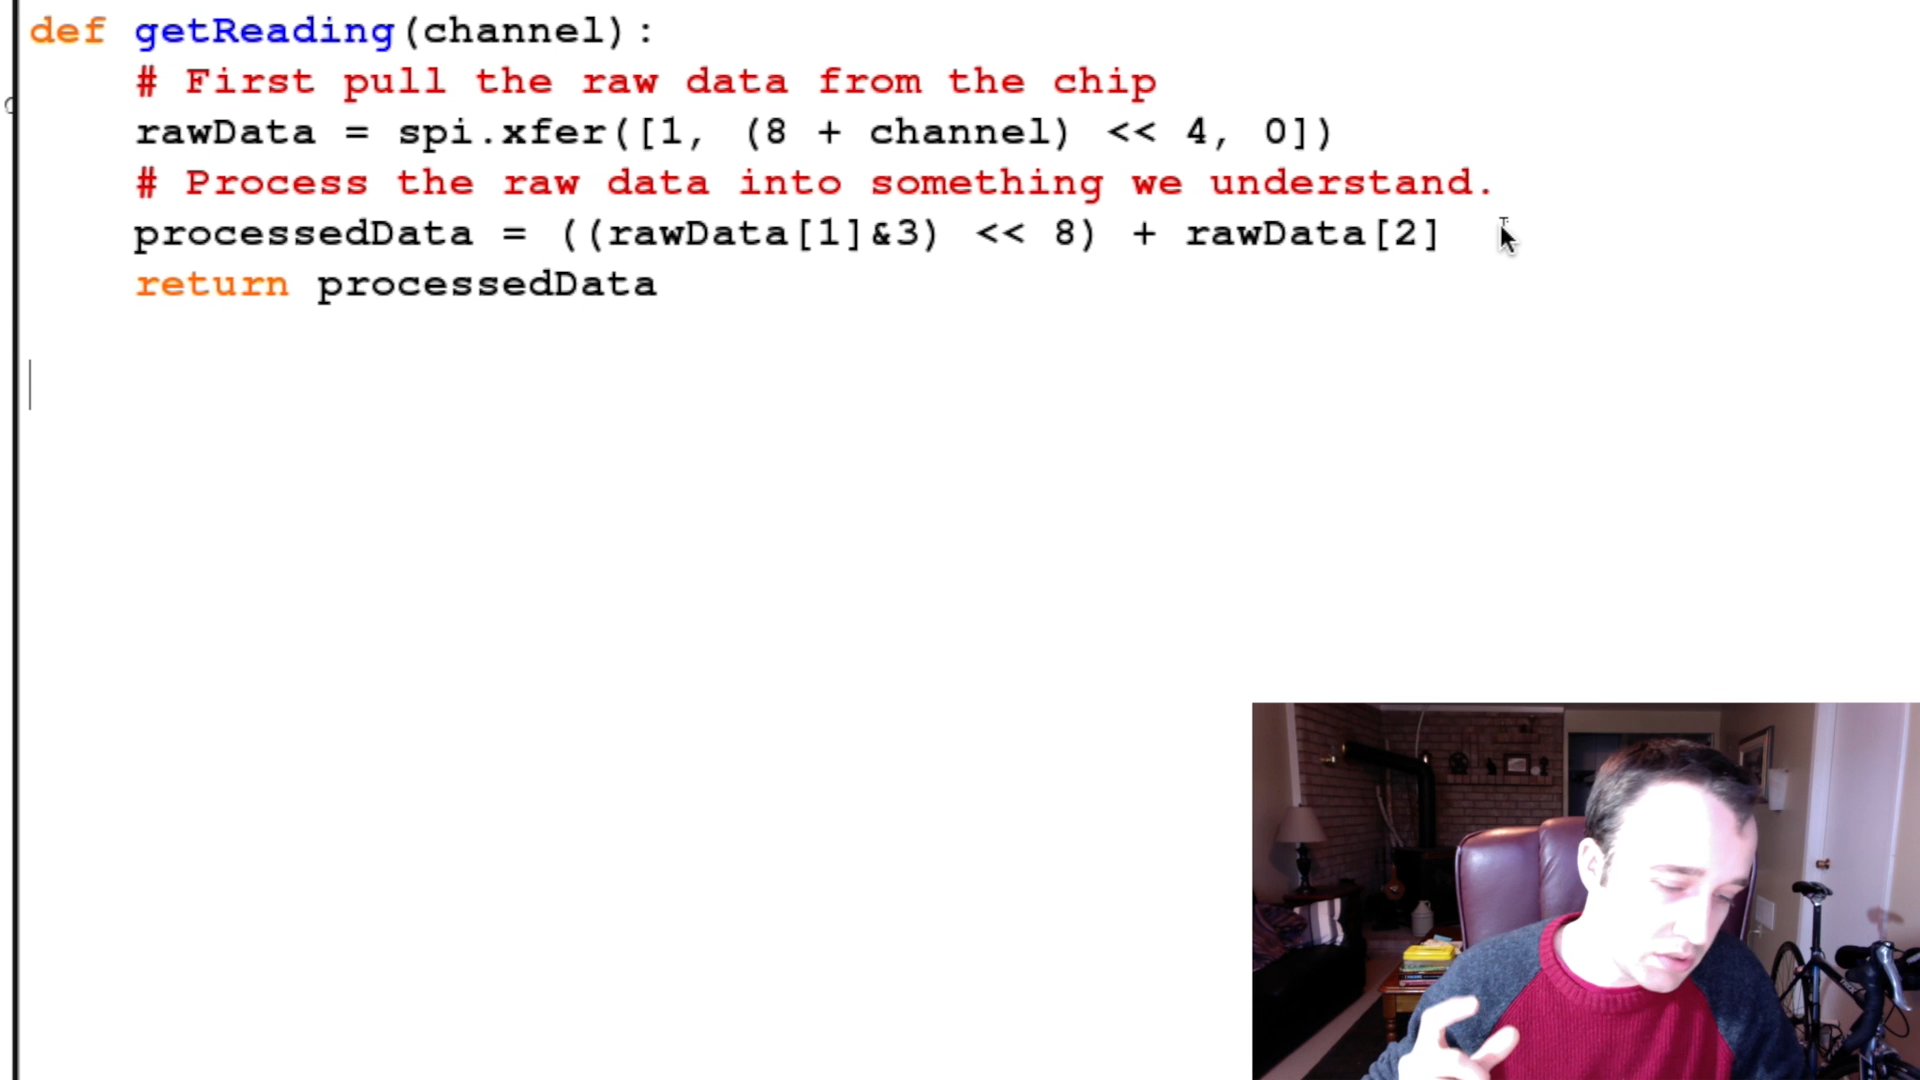 def getReading(channel):
# First pull the raw data from the chip
rawData = spi.xfer([1, (8 + channel) << 4, 0])
# Process the raw data into something we understand.
processedData = ((rawData[1]&3) << 8) + rawData[2]
return processedData